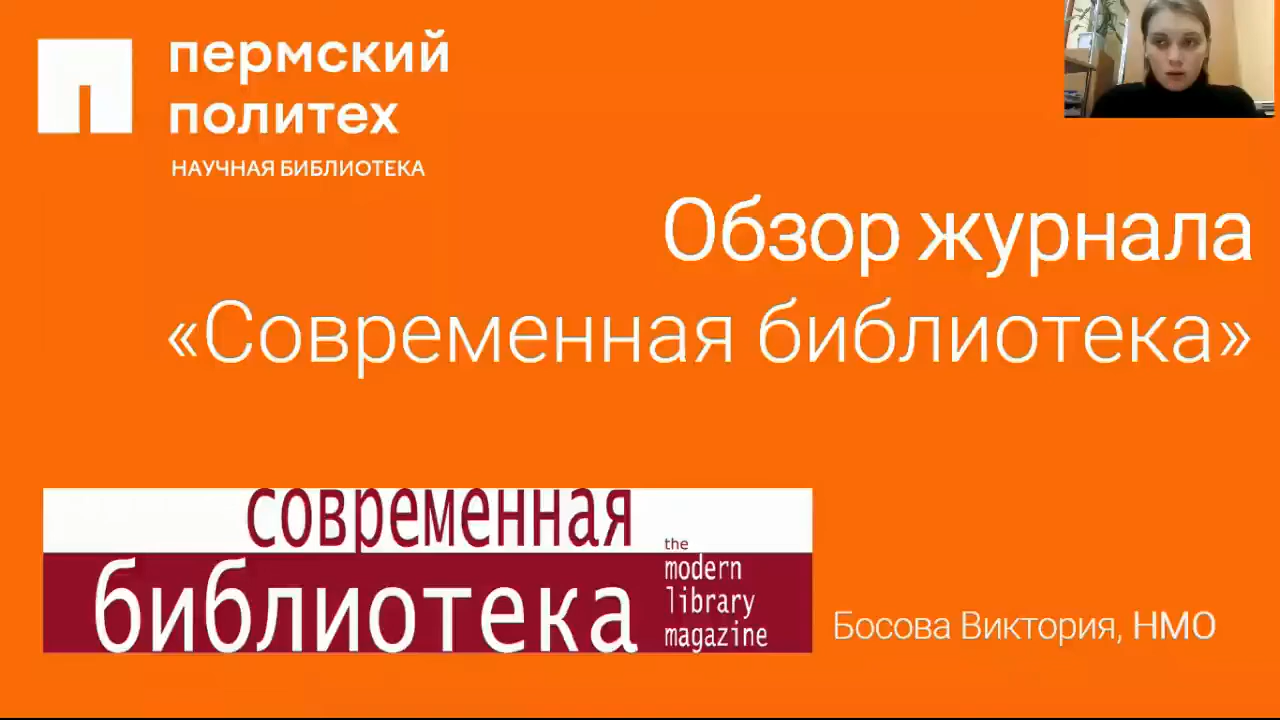 пермский
политех
НАУЧНАЯ БИБЛИОТЕКА
Обзор журнала
«Современная библиотека»
современная
библиотека
the
modern
library
magazine
Босова Виктория, НМО